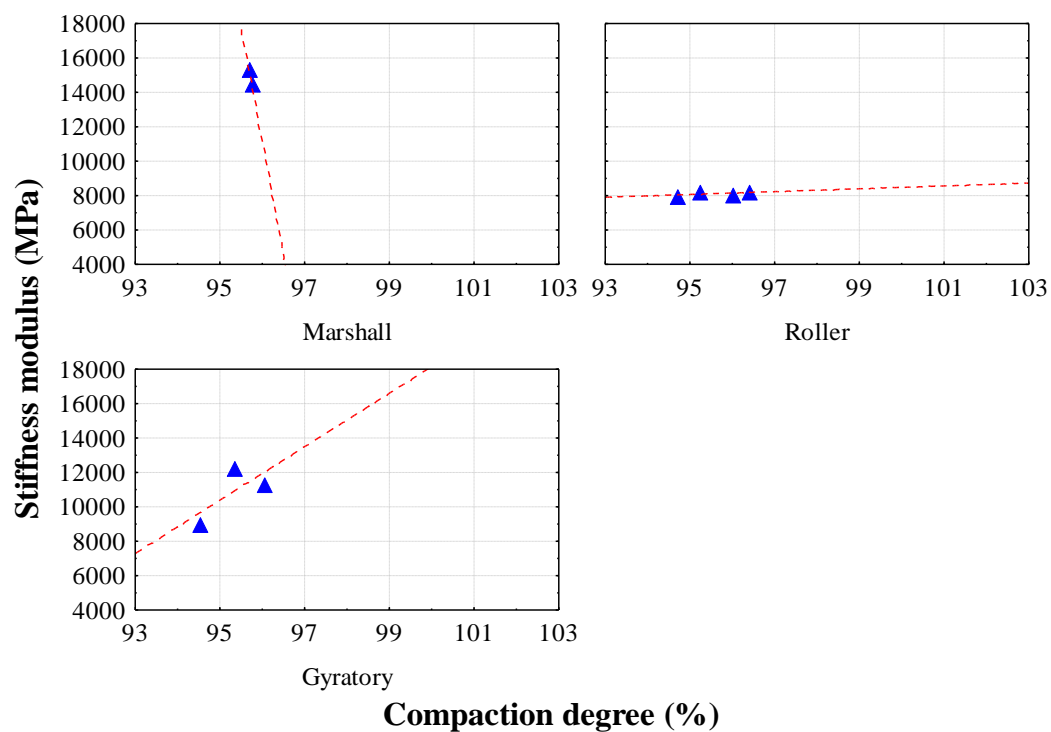 Stiffness modulus (MPa)
18000
16000
14000
12000
10000
8000
6000
4000
93 95 97 99 101 103
Marshall
93 95 97 99 101 103
Roller
18000
16000
14000
12000
10000
8000
6000
4000
93 95 97 99 101 103
Gyratory
Compaction degree (%)